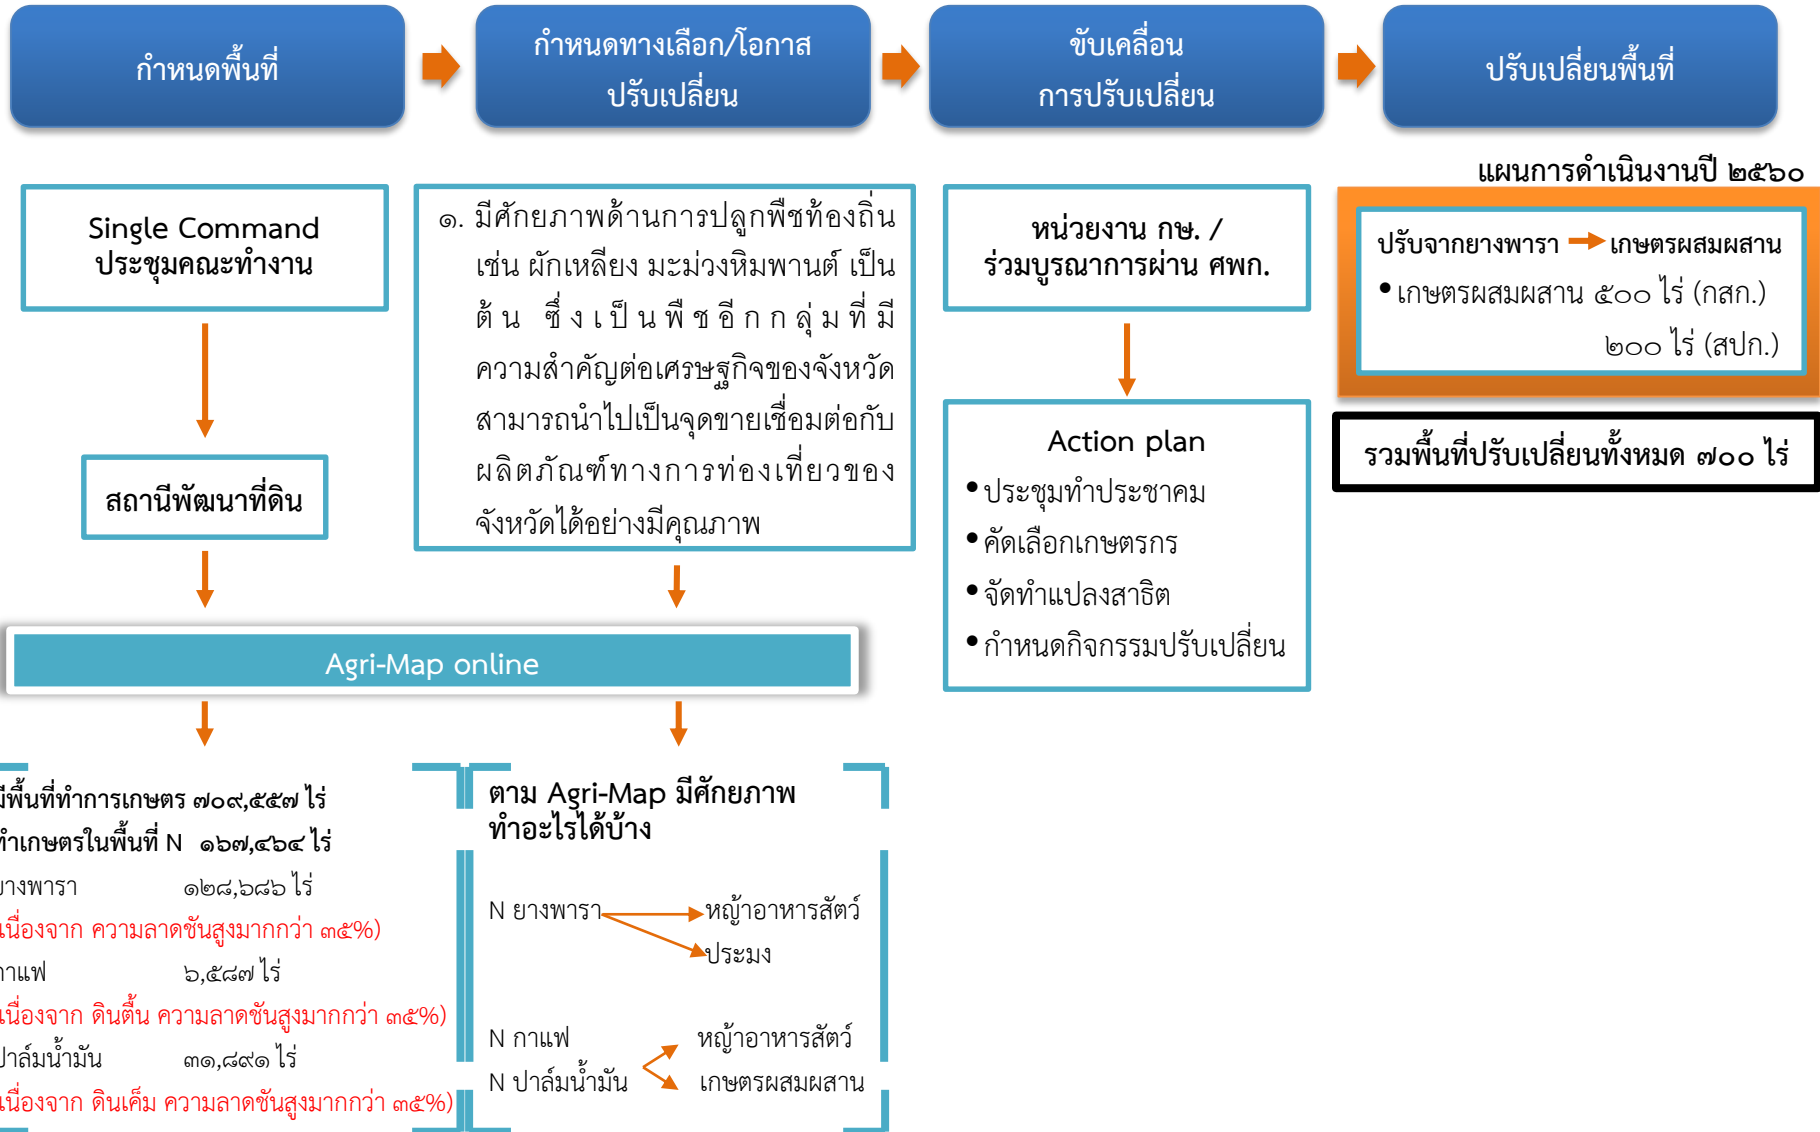 กำหนดพื้นที่
กำหนดทางเลือก/โอกาส
ปรับเปลี่ยน
ขับเคลื่อน
การปรับเปลี่ยน
ปรับเปลี่ยนพื้นที่
Single Command
ประชุมคณะทำงาน
สถานีพัฒนาที่ดิน
๑. มีศักยภาพด้านการปลูกพืชท้องถิ่น
เช่น ผักเหลียง มะม่วงหิมพานต์ เป็น
ต้น ซึ่งเป็นพืชอีกกลุ่มที่มี
ความสำคัญต่อเศรษฐกิจของจังหวัด
สามารถนำไปเป็นจุดขายเชื่อมต่อกับ
ผลิตภัณฑ์ทางการท่องเที่ยวของ
จังหวัดได้อย่างมีคุณภาพ
หน่วยงาน กษ. /
ร่วมบูรณาการผ่าน ศพก.
Action plan
•ประชุมทำประชาคม
•คัดเลือกเกษตรกร
•จัดทำแปลงสาธิต
•กำหนดกิจกรรมปรับเปลี่ยน
แผนการดำเนินงานปี ๒๕๖๐
ปรับจากยางพารา เกษตรผสมผสาน
•เกษตรผสมผสาน ๕๐๐ ไร่ (กสก.)
๒๐๐ ไร่ (สปก.)
รวมพื้นที่ปรับเปลี่ยนทั้งหมด ๗๐๐ ไร่
Agri-Map online
มีพื้นที่ทำการเกษตร ๗๐๙,๕๕๗ ไร่
ทำเกษตรในพื้นที่ N ๑๖๗,๔๖๔ ไร่
ยางพารา ๑๒๘,๖๘๖ ไร่
เนื่องจาก ความลาดชันสูงมากกว่า ๓๕%)
กาแฟ ๖,๕๘๗ ไร่
เนื่องจาก ดินตื้น ความลาดชันสูงมากกว่า ๓๕%)
ปาล์มน้ำมัน ๓๑,๘๙๑ ไร่
เนื่องจาก ดินเค็ม ความลาดชันสูงมากกว่า ๓๕%)
ตาม Agri-Map มีศักยภาพ
ทำอะไรได้บ้าง
N ยางพารา หญ้าอาหารสัตว์
ประมง
N กาแฟ หญ้าอาหารสัตว์
N ปาล์มน้ำมัน เกษตรผสมผสาน